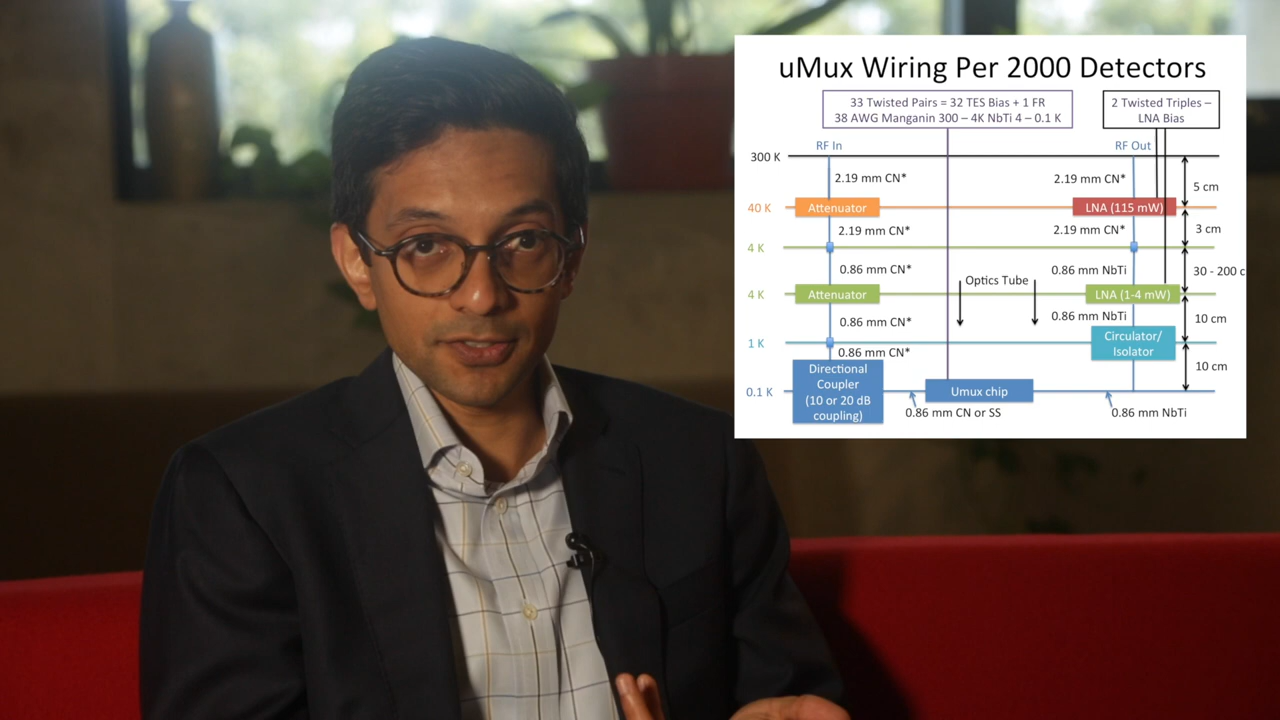 uMux Wiring Per 2000 Detectors
33 Twisted Pairs = 32 TES Bias + 1 FR
38 AWG Manganin 300 – 4K NbTi 4 – 0.1 K
2 Twisted Triples –
LNA Bias
RF In
RF Out
300 K
2.19 mm CN*
2.19 mm CN*
5 cm
40 K
Attenuator
LNA (115 mW)
2.19 mm CN*
2.19 mm CN*
3 cm
4 K
0.86 mm CN*
Optics Tube
0.86 mm NbTi
30 - 200 c
4 K
Attenuator
LNA (1-4 mW)
0.86 mm CN*
0.86 mm NbTi
10 cm
1 K
Circulator/
Isolator
0.86 mm CN*
10 cm
Directional
Coupler
(10 or 20 dB
coupling)
0.1 K
Umux chip
0.86 mm CN or SS
0.86 mm NbTi